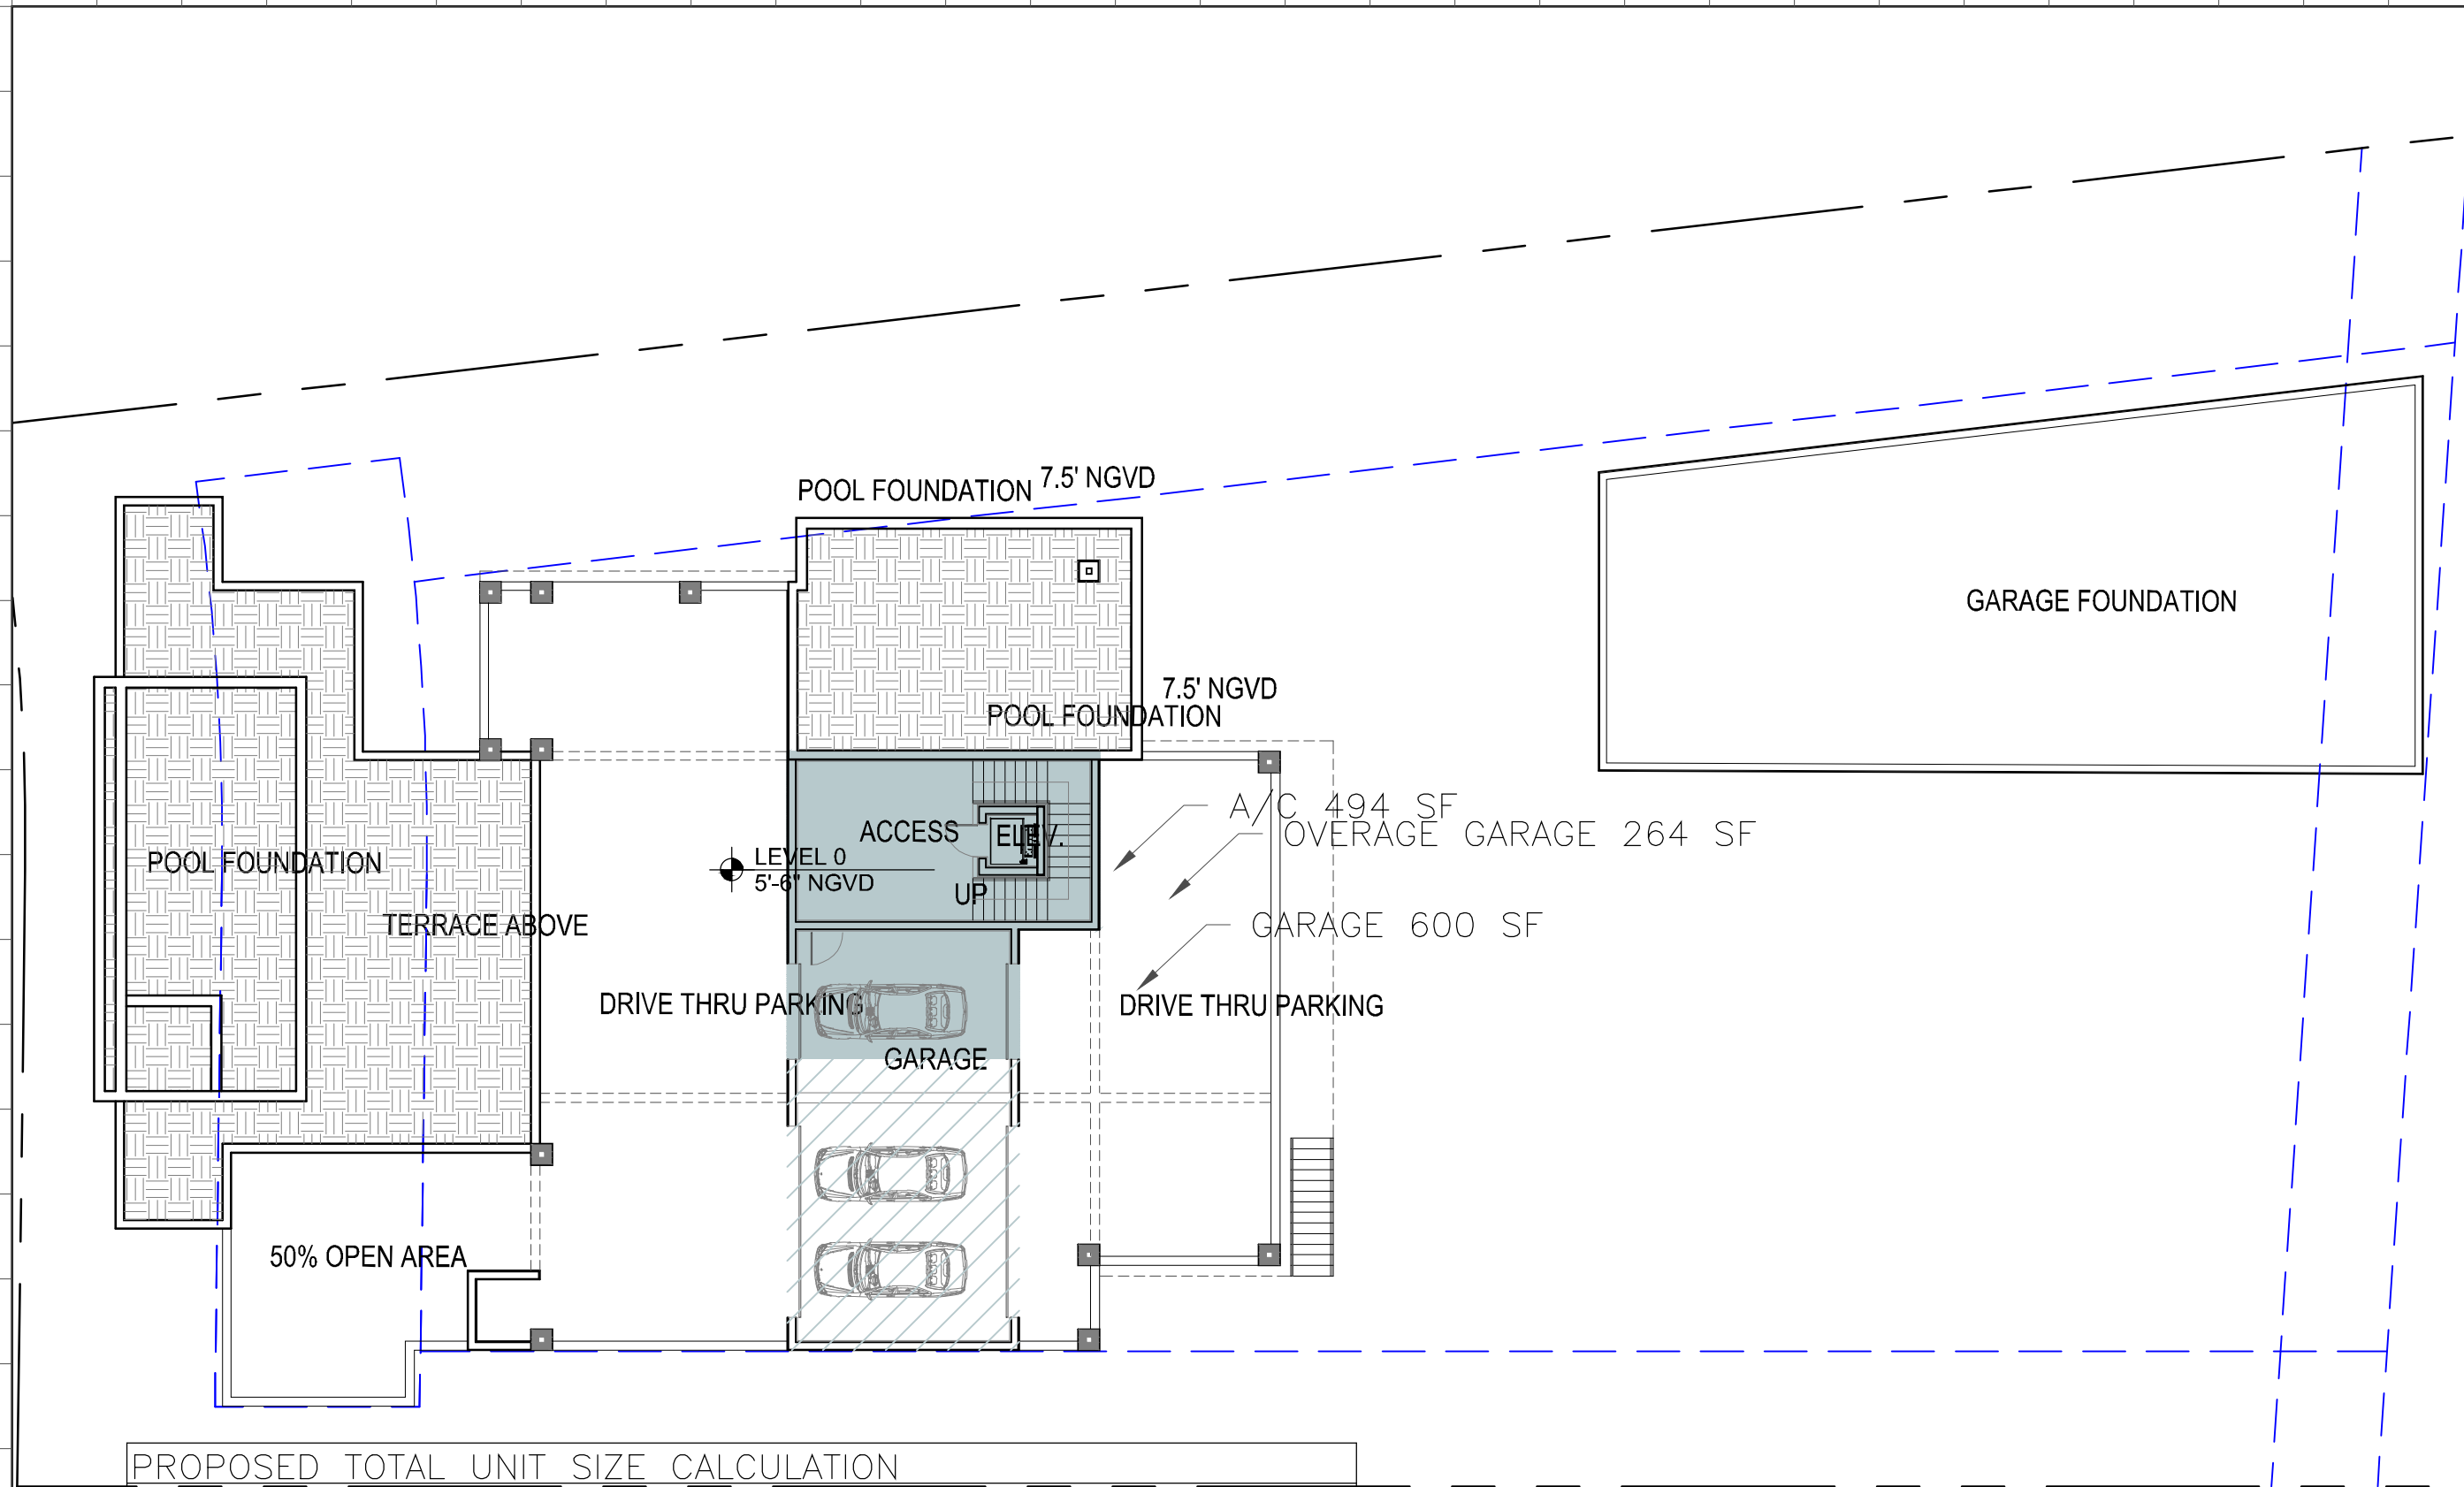 POOL FOUNDATION
7.5' NGVD
GARAGE FOUNDATION
7.5' NGVD
POOL FOUNDATION
A/C 494 SF
OVERAGE GARAGE 264 SF
ACCESS
ELEV.
LEVEL 0
5'-6" NGVD
POOL FOUNDATION
UP
TERRACE ABOVE
GARAGE 600 SF
DRIVE THRU PARKING
DRIVE THRU PARKING
GARAGE
50% OPEN AREA
PROPOSED TOTAL UNIT SIZE CALCULATION